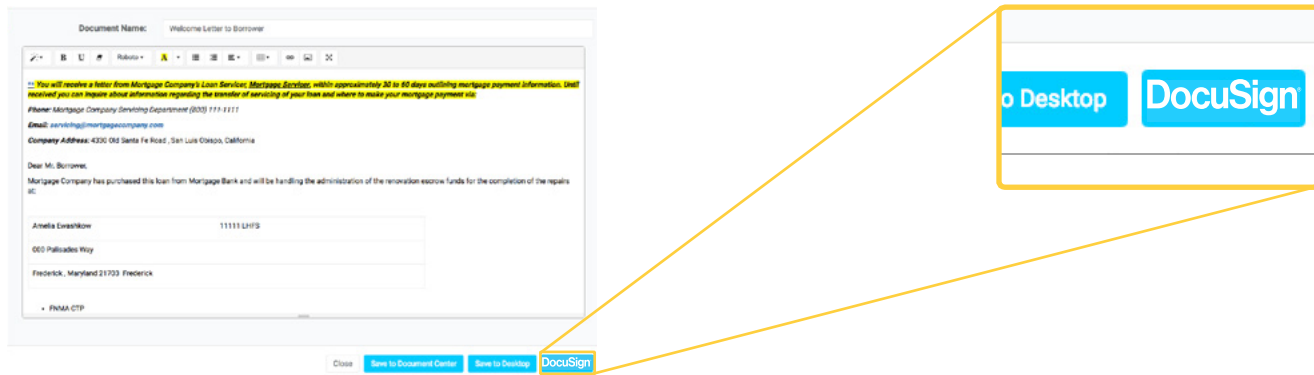 Document Name: Welcome Letter to Borrower
B U Roboto A
** You will receive a letter from Mortgage Company's Loan Servicer, Mortgage Servicer, within approximately 30 to 60 days outlining mortgage payment information. Until
received you can inquire about information regarding the transfer of servicing of your loan and where to make your mortgage payment via:
Phone: Mortgage Company Servicing Department (800) 111-1111
Email: servicing@mortgagecompany.com
Company Address: 4330 Old Santa Fe Road , San Luis Obispo, California
Dear Mr. Borrower,
Mortgage Company has purchased this loan from Mortgage Bank and will be handling the administration of the renovation escrow funds for the completion of the repairs
at:
Amelia Ewashkow 11111 LHFS
000 Palisades Way
Frederick , Maryland 21703 Frederick
• FNMA CTP
Close Save to Document Center Save to Desktop DocuSign
o Desktop DocuSign